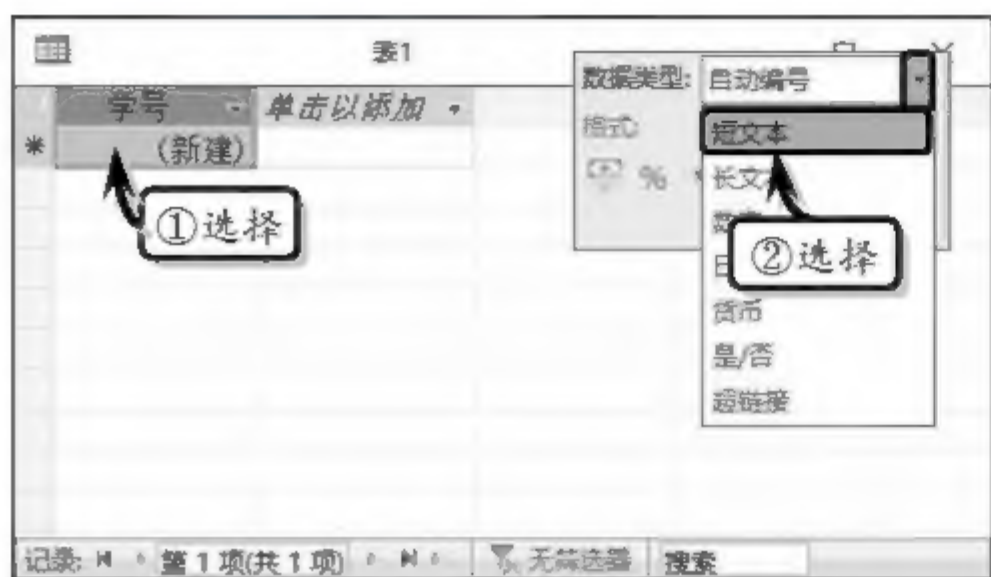 表1
数据类型: 自动编号
学号 单击以添加
格式
短文本
* (新建)
% 长文
①选择
②选择
货币
是/否
超链接
记录: 第 1 项(共 1 项) 无筛选器 搜索